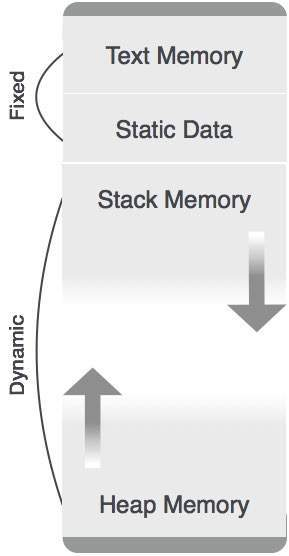 Text Memory
Fixed
Static Data
Stack Memory
Dynamic
Heap Memory